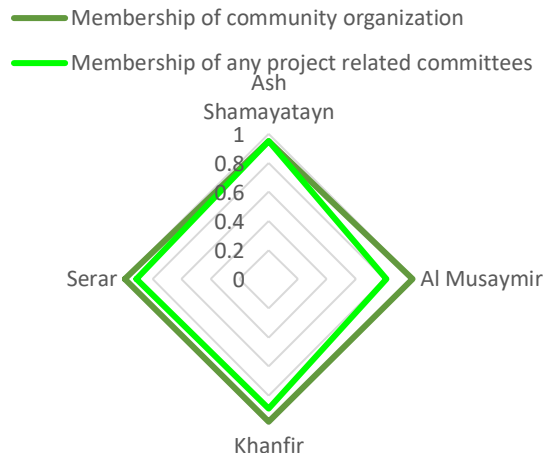 Membership of community organization
Membership of any project related committees
Ash
Shamayatayn
1
0.8
0.6
0.4
0.2
0
Serar
Al Musaymir
Khanfir